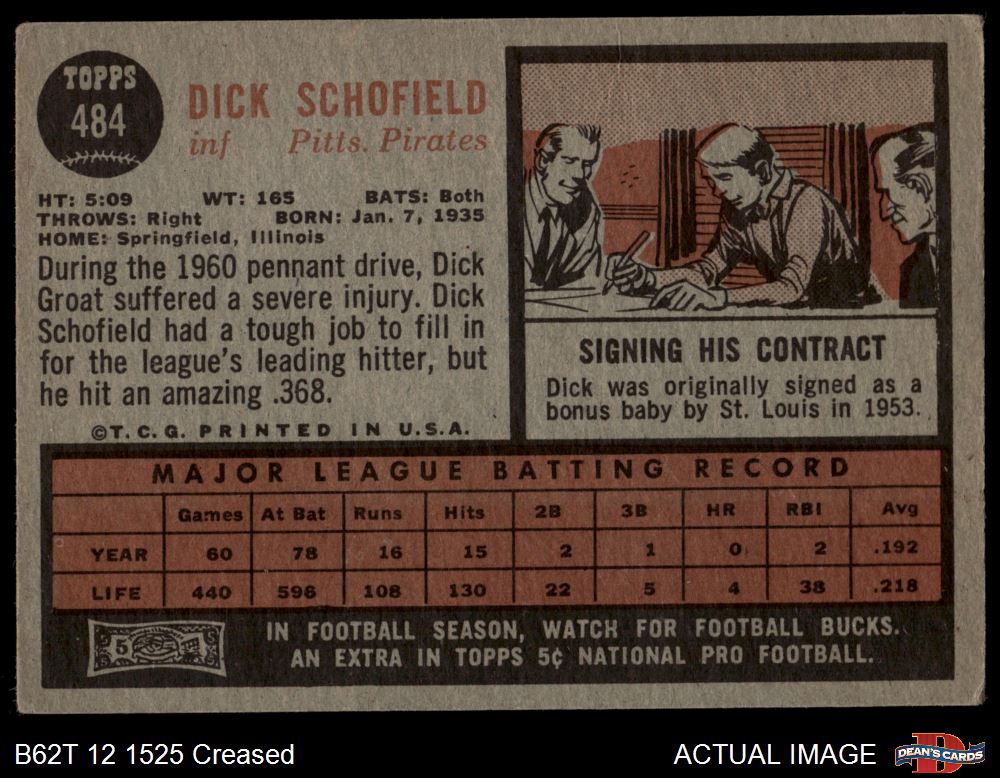 TOPPS
484
DICK SCHOFIELD
inf Pitts. Pirates
HT: 5:09 WT: 165 BATS: Both
THROWS: Right BORN: Jan. 7, 1935
HOME: Springfield, Illinois
During the 1960 pennant drive, Dick
Groat suffered a severe injury. Dick
Schofield had a tough job to fill in
for the league's leading hitter, but
he hit an amazing .368.
©T.C.G. PRINTED IN U.S.A.
SIGNING HIS CONTRACT
Dick was originally signed as a
bonus baby by St. Louis in 1953.
MAJOR LEAGUE BATTING RECORD
Games At Bat Runs Hits 2B 3B HR RBI Avg
YEAR 60 78 16 15 2 1 0 2 .192
LIFE 440 596 108 130 22 5 4 38 .218
5
IN FOOTBALL SEASON, WATCH FOR FOOTBALL BUCKS.
AN EXTRA IN TOPPS 5¢ NATIONAL PRO FOOTBALL.
B62T 12 1525 Creased
ACTUAL IMAGE
DEAN'S CARDS